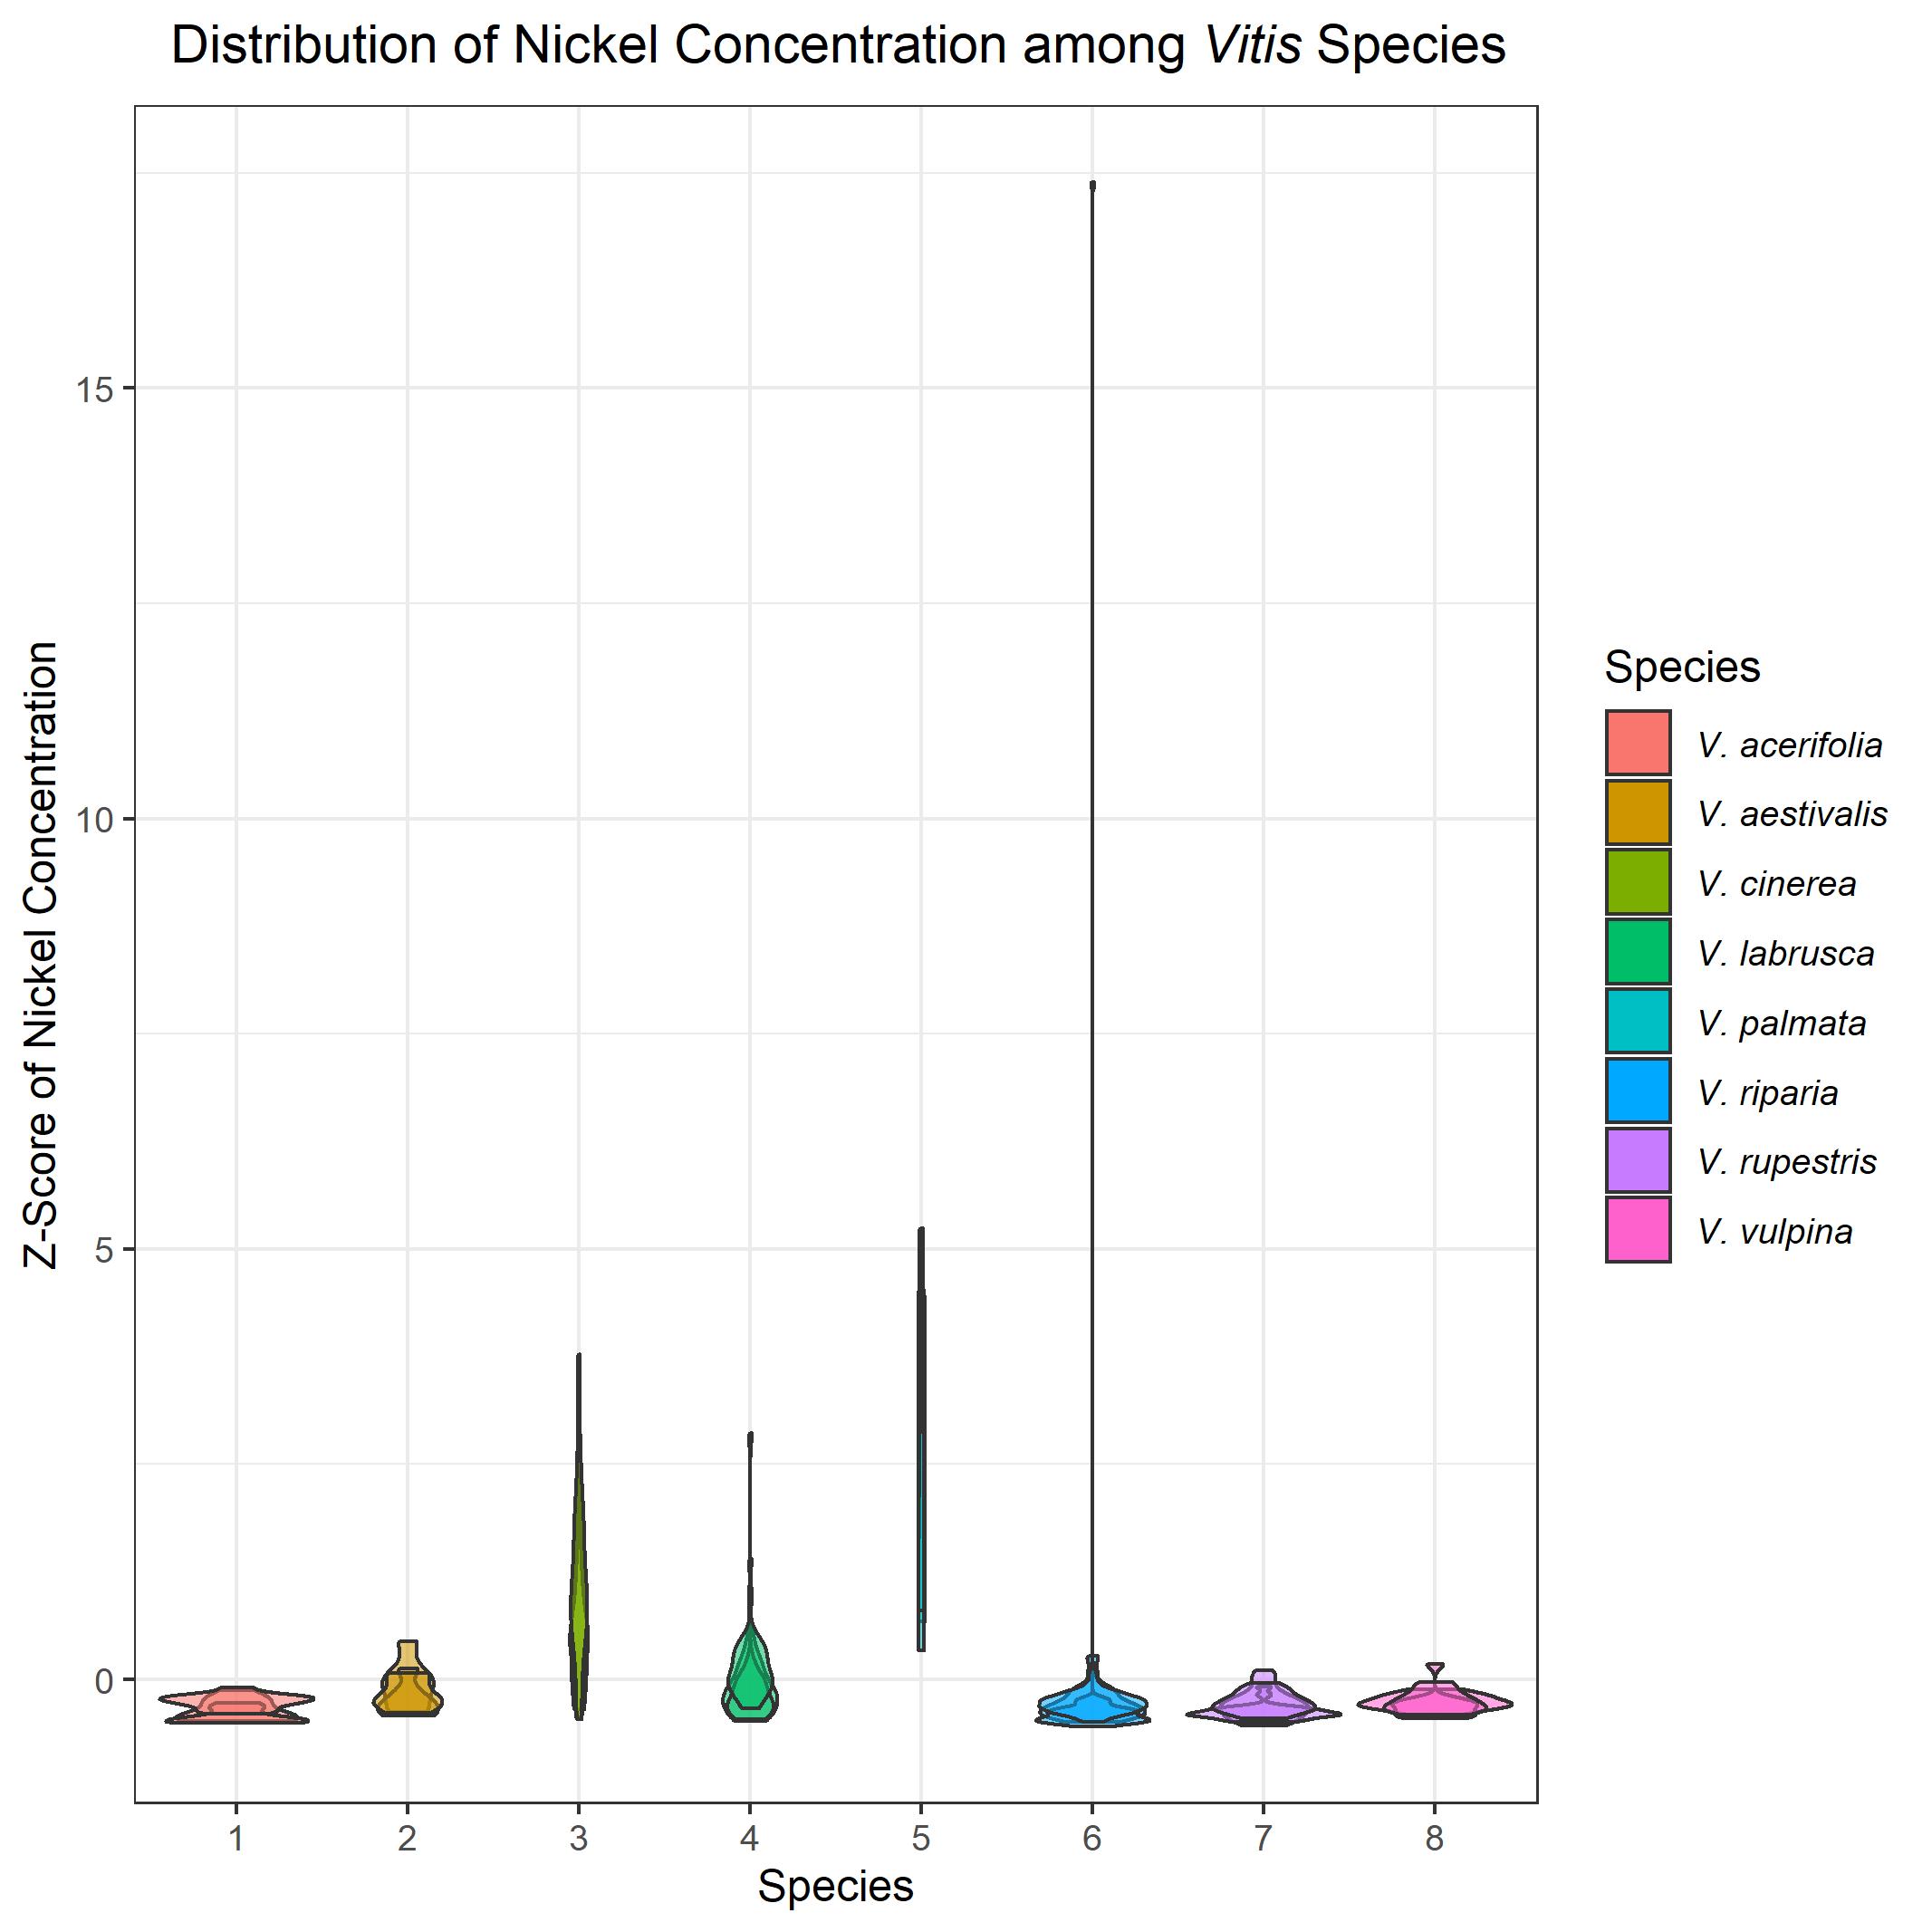 Distribution of Nickel Concentration among Vitis Species
Z-Score of Nickel Concentration
15
10
5
0
1 2 3 4 5 6 7 8
Species
Species
V. acerifolia
V. aestivalis
V. cinerea
V. labrusca
V. palmata
V. riparia
V. rupestris
V. vulpina